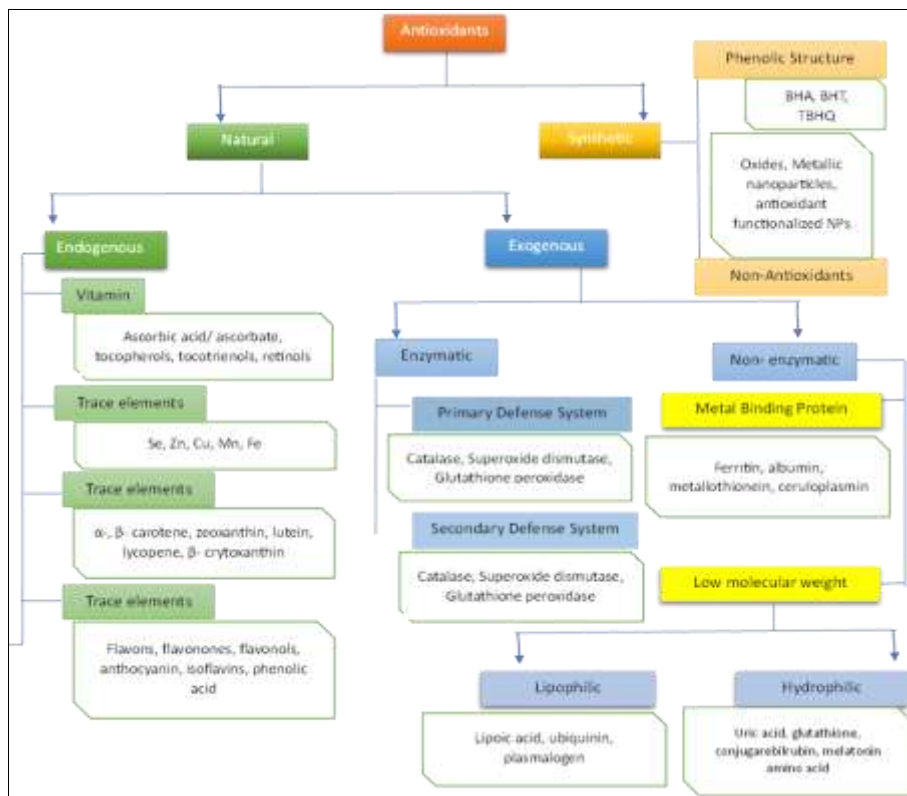 Antioxidants
Natural
Synthetic
Phenolic Structure
BHA, BHT,
TBHQ
Oxides, Metallic
nanoparticles,
antioxidant
functionalized NPs
Non-Antioxidants
Endogenous
Vitamin
Ascorbic acid/ ascorbate,
tocopherols, tocotrienols, retinols
Trace elements
Se, Zn, Cu, Mn, Fe
Trace elements
α-, β- carotene, zeoxanthin, lutein,
lycopene, β- crytoxanthin
Trace elements
Flavons, flavonones, flavonols,
anthocyanin, isoflavins, phenolic
acid
Exogenous
Enzymatic
Primary Defense System
Catalase, Superoxide dismutase,
Glutathione peroxidase
Secondary Defense System
Catalase, Superoxide dismutase,
Glutathione peroxidase
Non- enzymatic
Metal Binding Protein
Ferritin, albumin,
metallothionein, ceruloplasmin
Low molecular weight
Lipophilic
Lipoic acid, ubiquinin,
plasmalogen
Hydrophilic
Uric acid, glutathione,
conjugarebilrubin, melatonin
amino acid